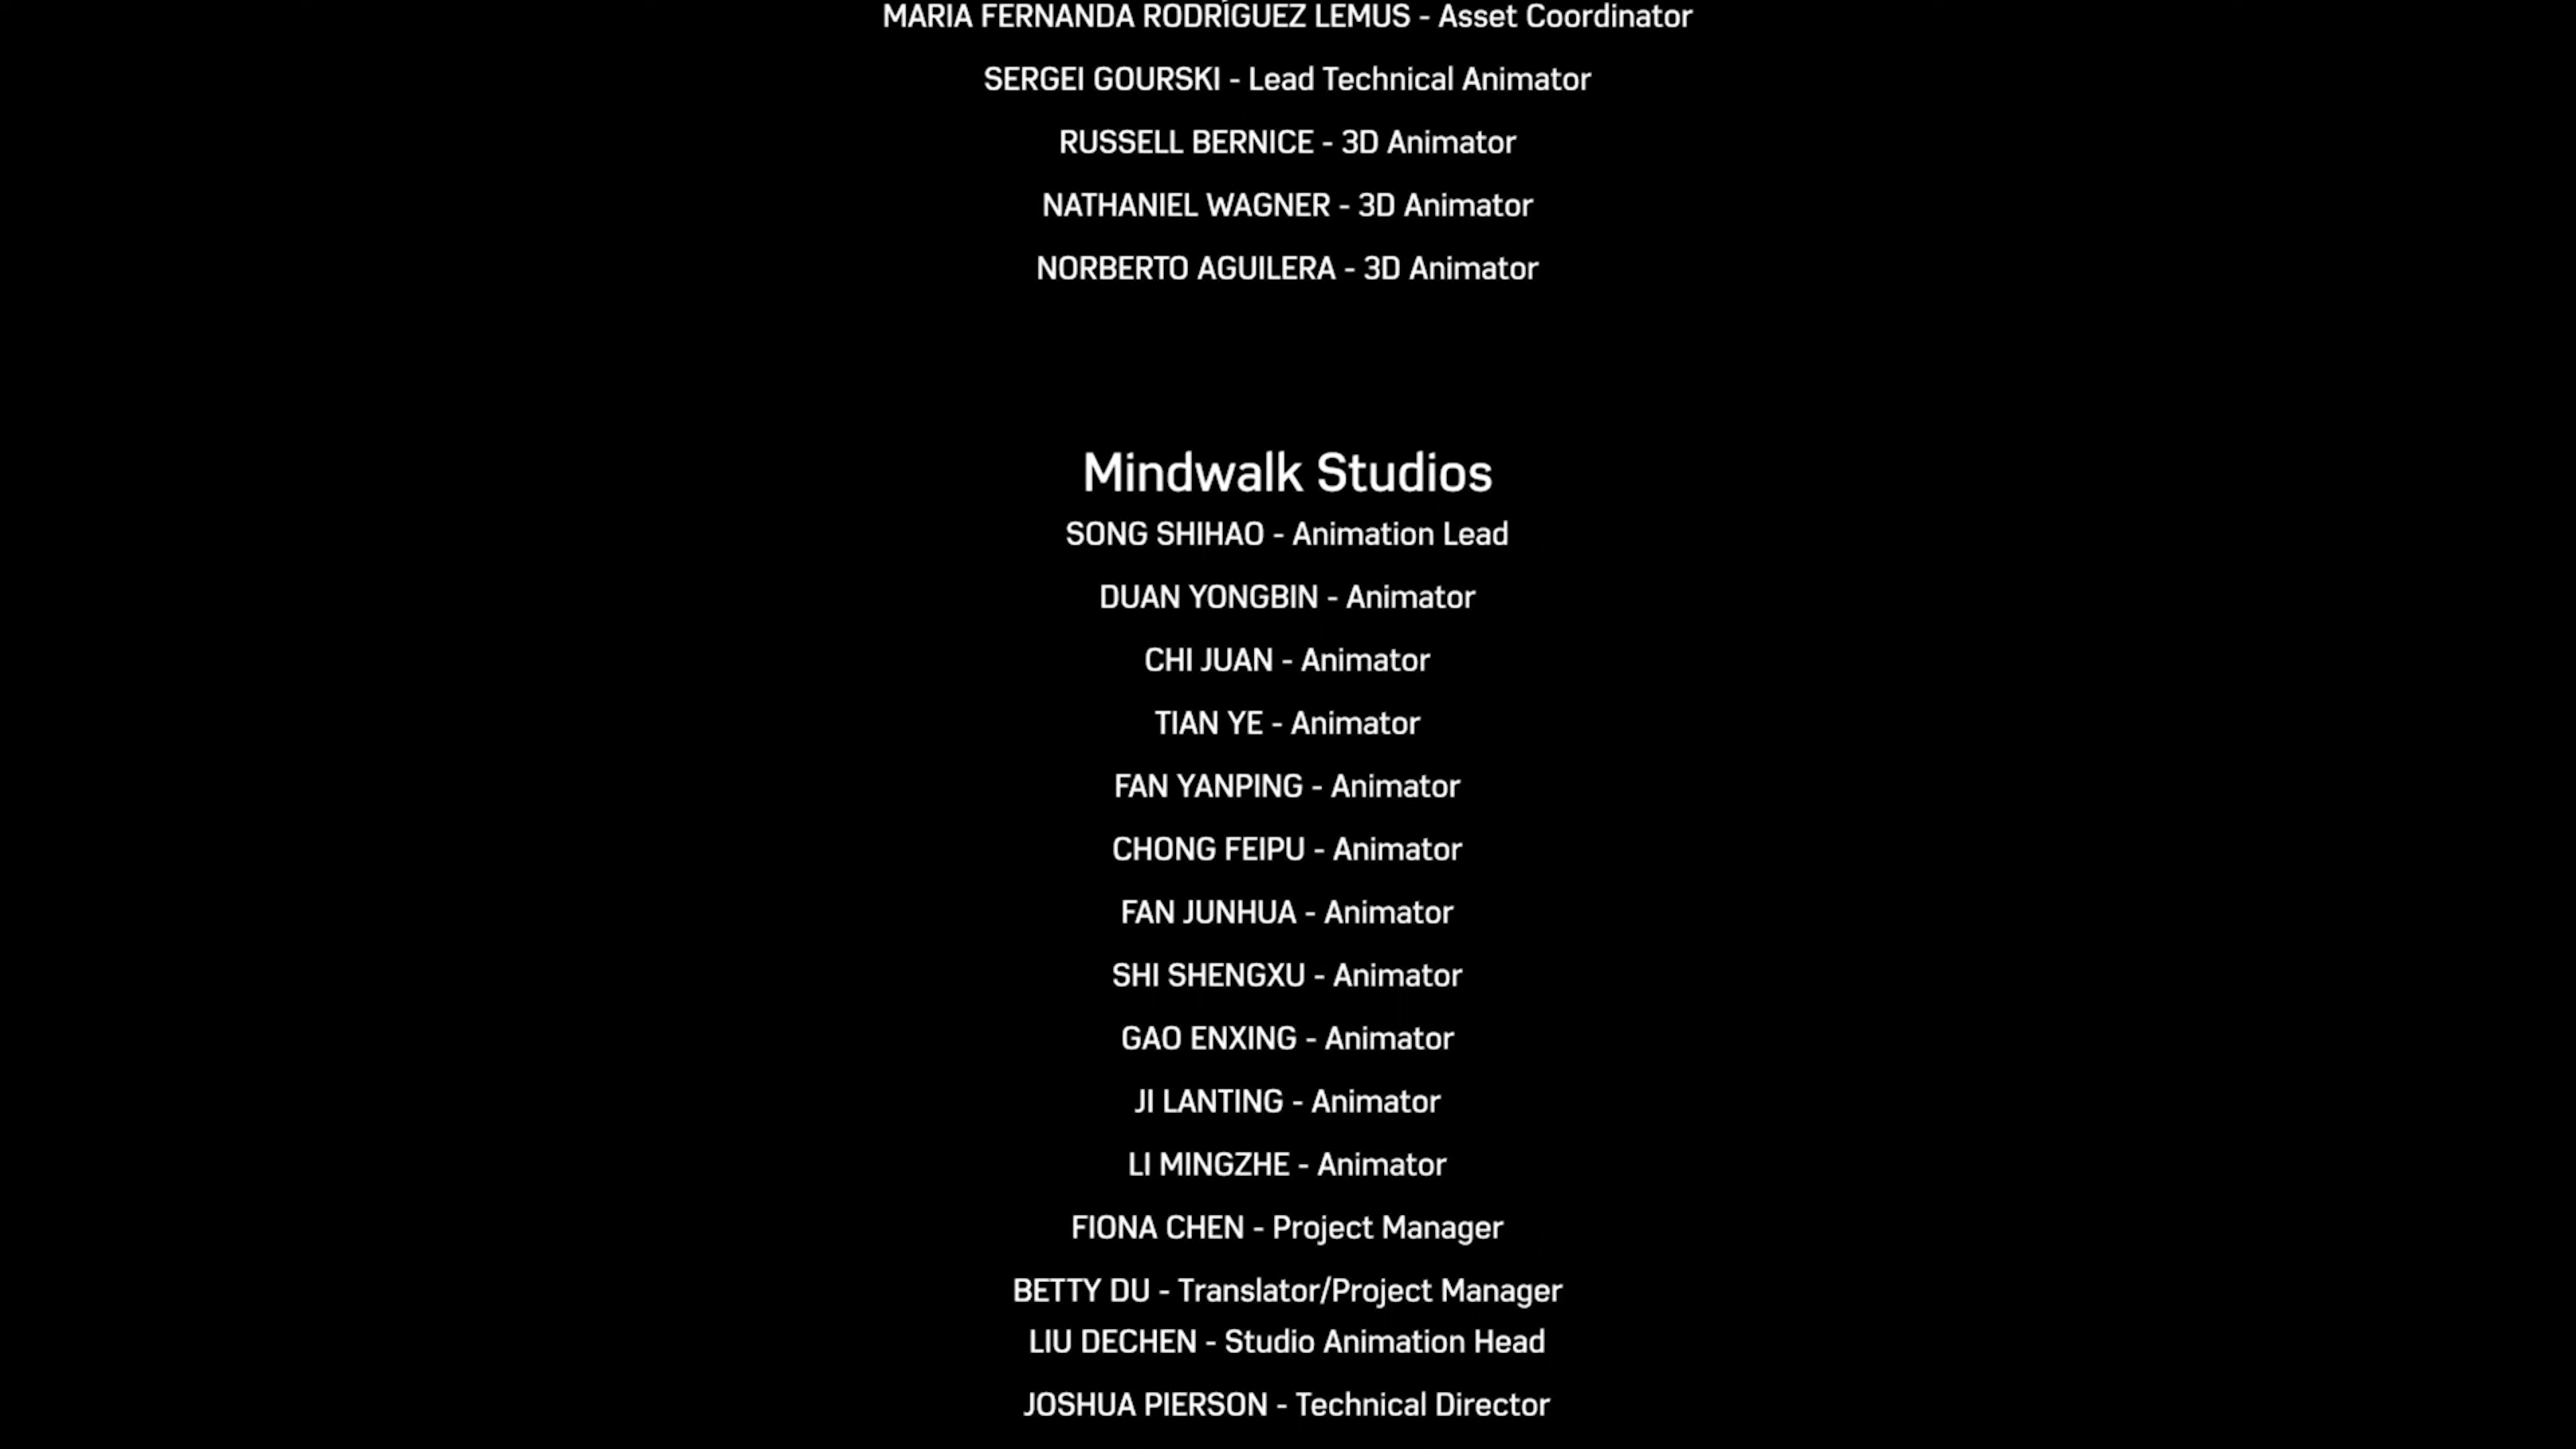 MARIA FERNANDA RODRÍGUEZ LEMUS - Asset Coordinator
SERGEI GOURSKI - Lead Technical Animator
RUSSELL BERNICE - 3D Animator
NATHANIEL WAGNER - 3D Animator
NORBERTO AGUILERA - 3D Animator
Mindwalk Studios
SONG SHIHAO - Animation Lead
DUAN YONGBIN - Animator
CHI JUAN - Animator
TIAN YE - Animator
FAN YANPING - Animator
CHONG FEIPU - Animator
FAN JUNHUA - Animator
SHI SHENGXU - Animator
GAO ENXING - Animator
JI LANTING - Animator
LI MINGZHE - Animator
FIONA CHEN - Project Manager
BETTY DU - Translator/Project Manager
LIU DECHEN - Studio Animation Head
JOSHUA PIERSON - Technical Director